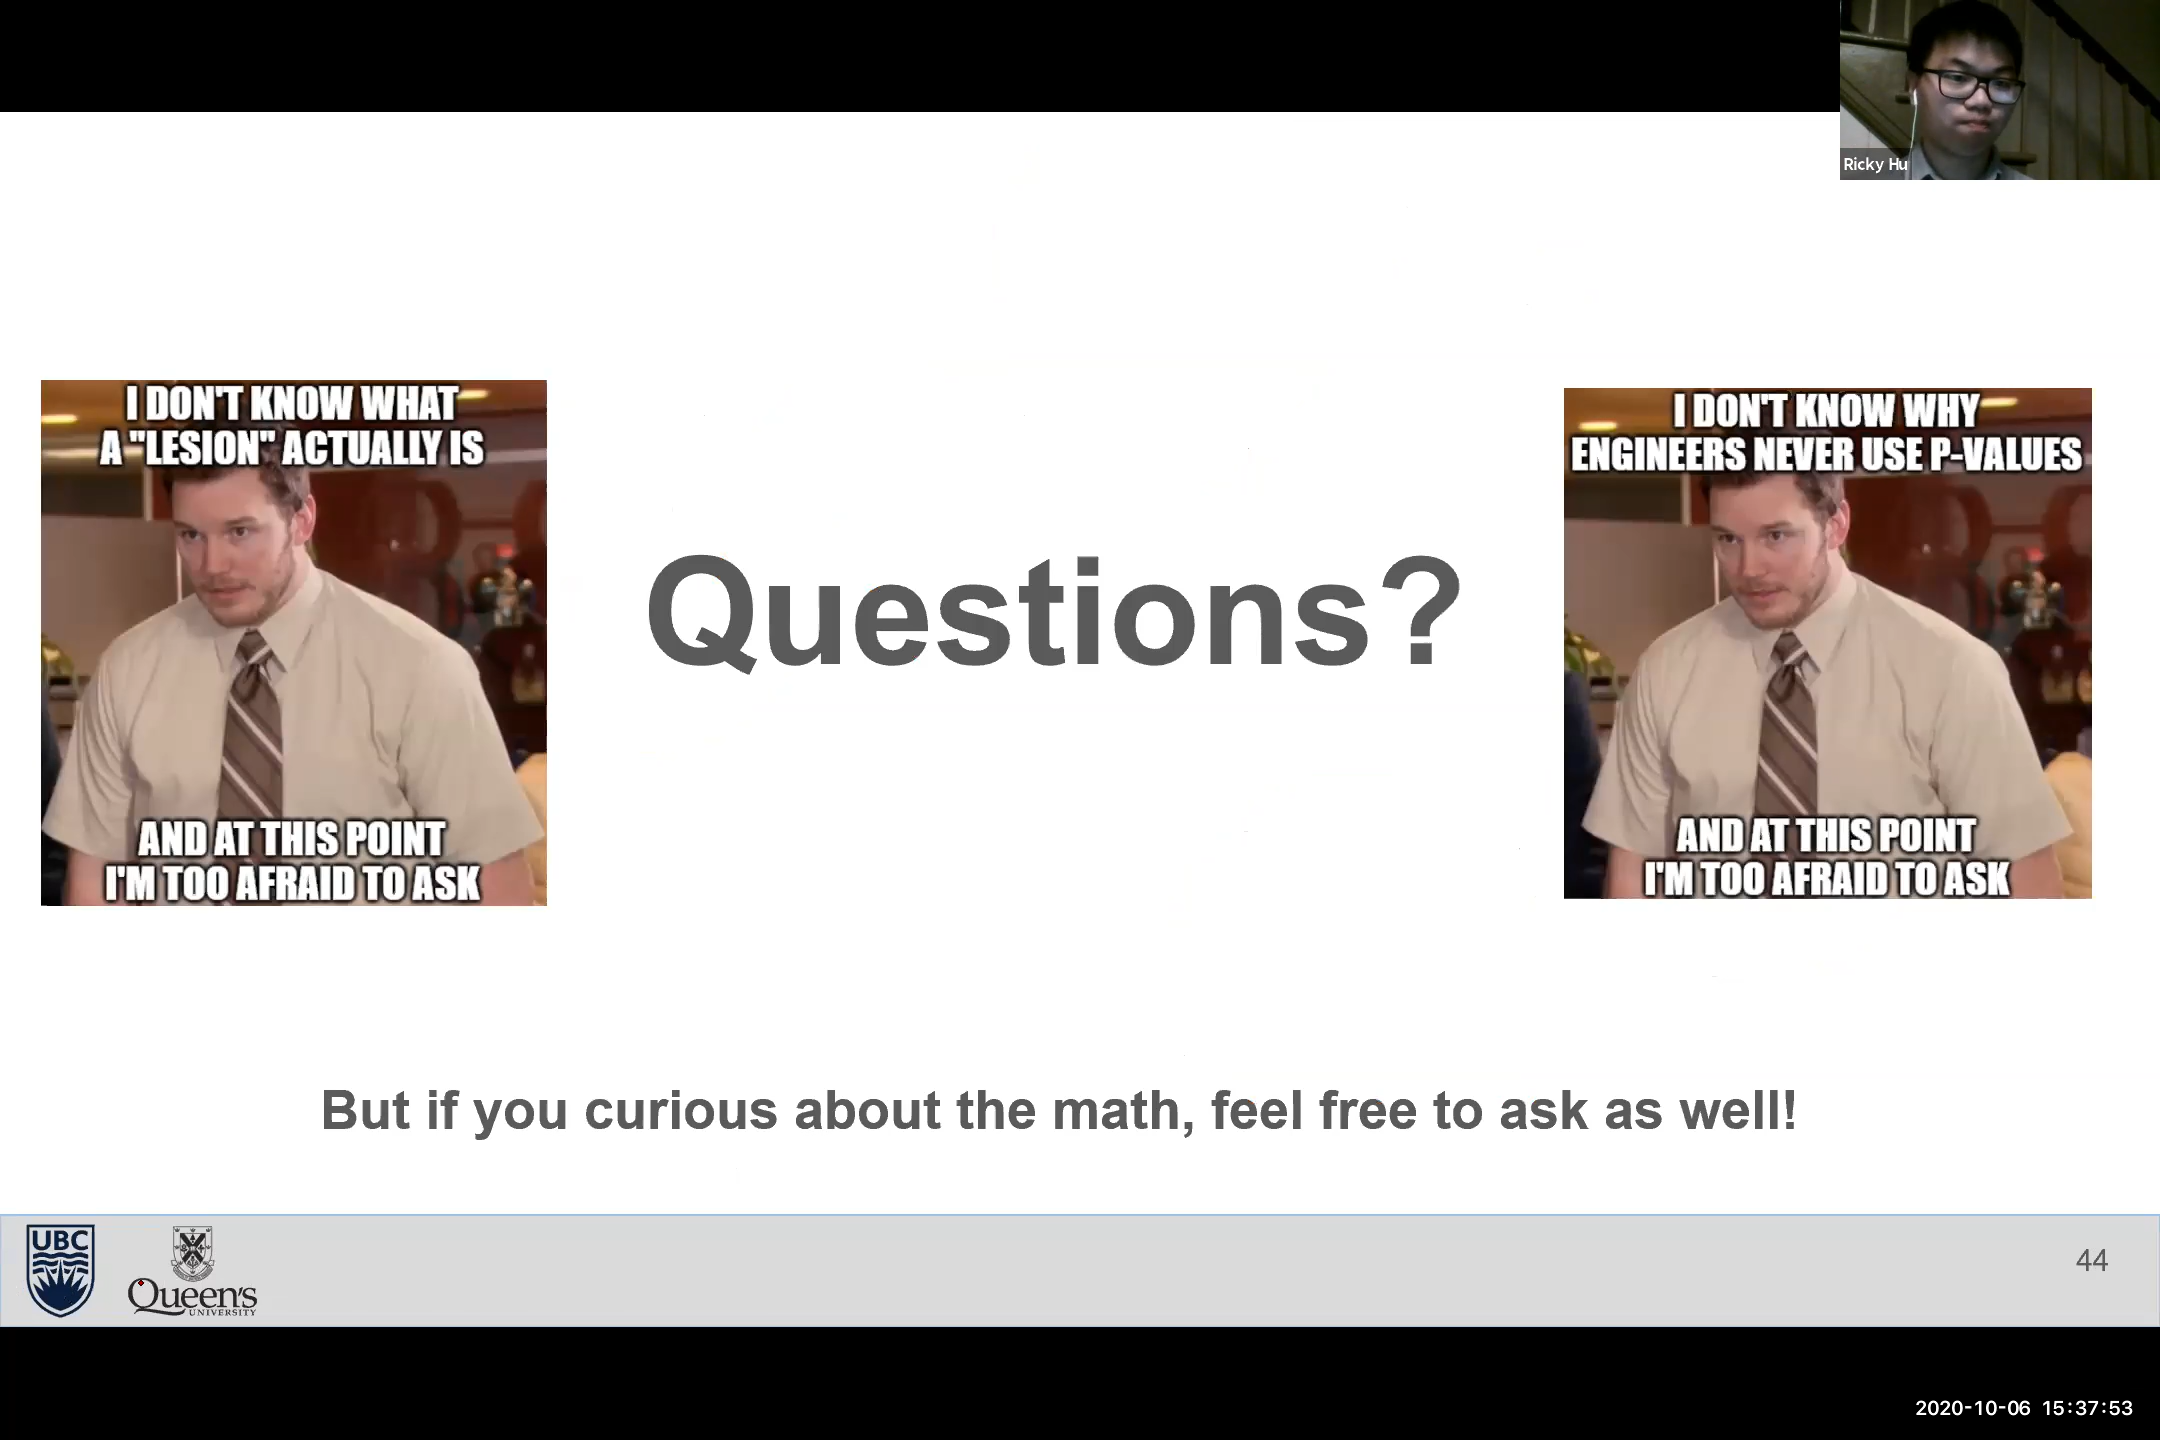 Ricky Hu
I DON'T KNOW WHAT
A "LESION" ACTUALLY IS
AND AT THIS POINT
I'M TOO AFRAID TO ASK
Questions?
I DON'T KNOW WHY
ENGINEERS NEVER USE P-VALUES
AND AT THIS POINT
I'M TOO AFRAID TO ASK
But if you curious about the math, feel free to ask as well!
UBC
Queen's
UNIVERSITY
44
2020-10-06 15:37:53